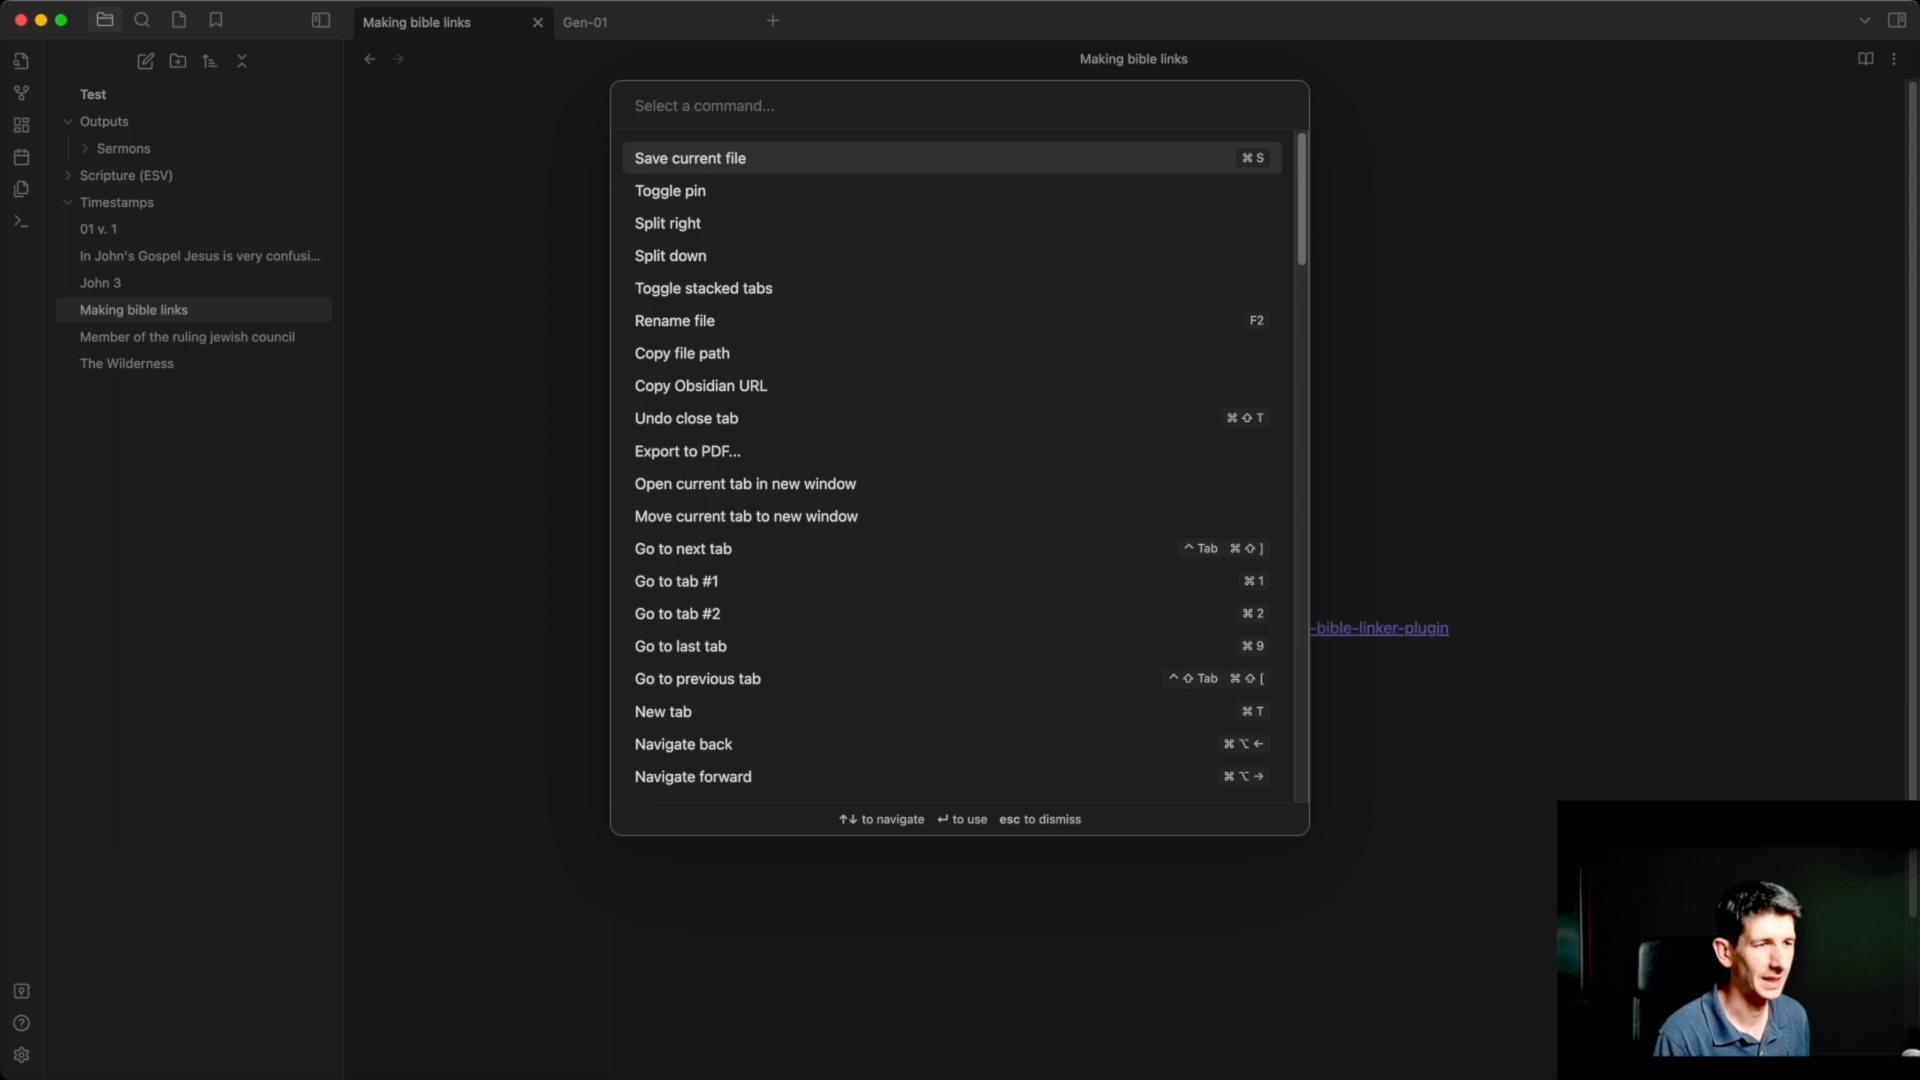 Making bible links
Gen-01
Making bible links
Test
Outputs
Sermons
Scripture (ESV)
Timestamps
01 v. 1
In John's Gospel Jesus is very confusi...
John 3
Making bible links
Member of the ruling jewish council
The Wilderness
Select a command...
Save current file ⌘ S
Toggle pin
Split right
Split down
Toggle stacked tabs
Rename file F2
Copy file path
Copy Obsidian URL
Undo close tab ⌘ ⇧ T
Export to PDF...
Open current tab in new window
Move current tab to new window
Go to next tab ^ Tab ⌘ ⇧ ]
Go to tab #1 ⌘ 1
Go to tab #2 ⌘ 2
Go to last tab ⌘ 9
Go to previous tab ^ ⇧ Tab ⌘ ⇧ [
New tab ⌘ T
Navigate back ⌘ ⌥ ←
Navigate forward ⌘ ⌥ →
↑↓ to navigate ↵ to use esc to dismiss
-bible-linker-plugin